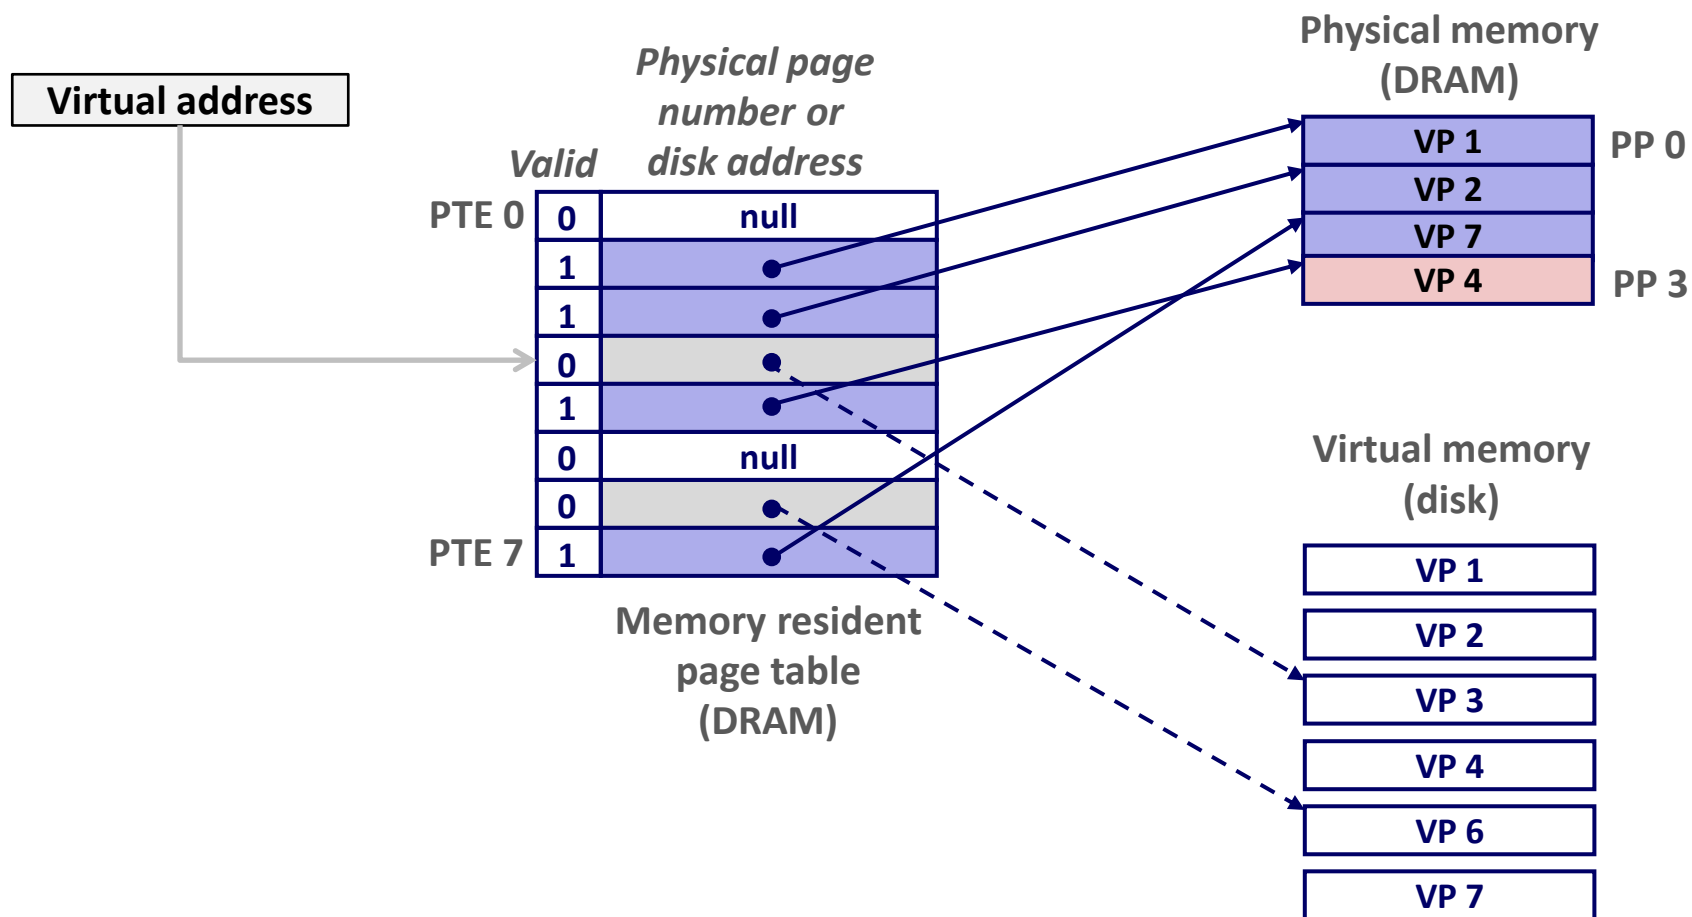 Virtual address
Physical page
number or
disk address
Valid
PTE 0
0
null
1
1
0
1
0
null
0
PTE 7
1
Memory resident
page table
(DRAM)
Physical memory
(DRAM)
VP 1
PP 0
VP 2
VP 7
VP 4
PP 3
Virtual memory
(disk)
VP 1
VP 2
VP 3
VP 4
VP 6
VP 7